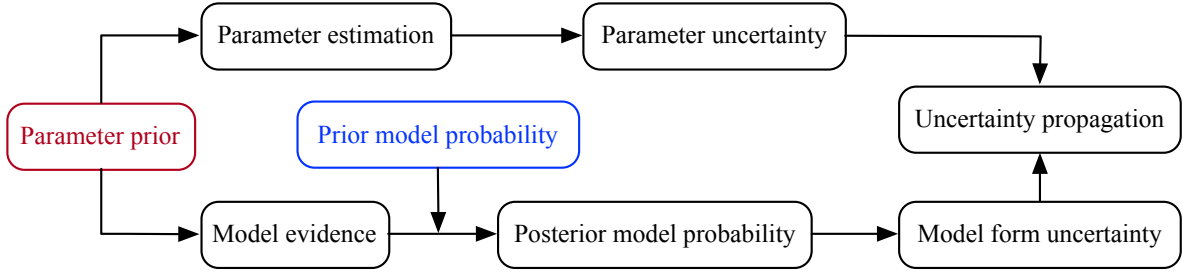 Parameter estimation
Parameter uncertainty
Parameter prior
Prior model probability
Uncertainty propagation
Model evidence
Posterior model probability
Model form uncertainty